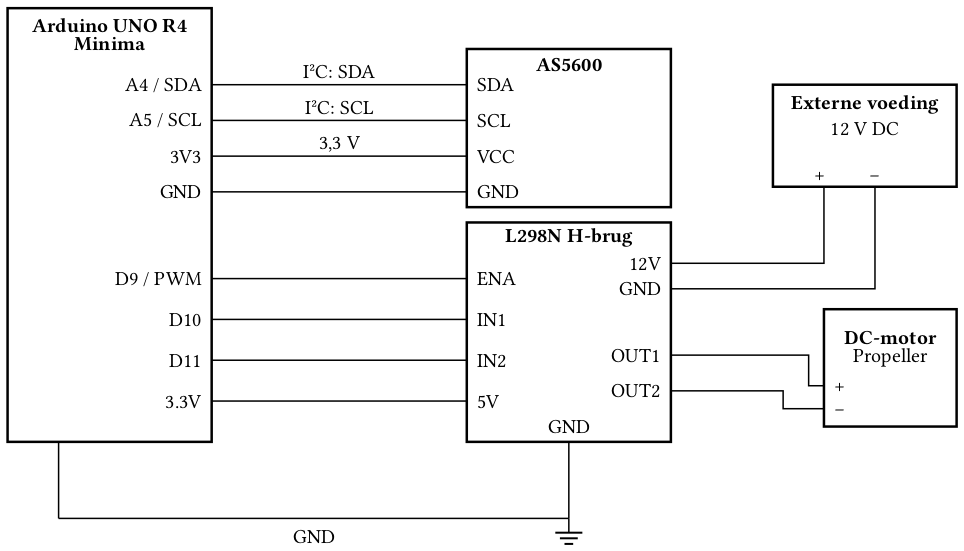 Arduino UNO R4
Minima
A4 / SDA
A5 / SCL
3V3
GND
D9 / PWM
D10
D11
3.3V
I²C: SDA
I²C: SCL
3,3 V
AS5600
SDA
SCL
VCC
GND
L298N H-brug
ENA
IN1
IN2
5V
12V
GND
OUT1
OUT2
GND
Externe voeding
12 V DC
+ −
DC-motor
Propeller
+
−
GND